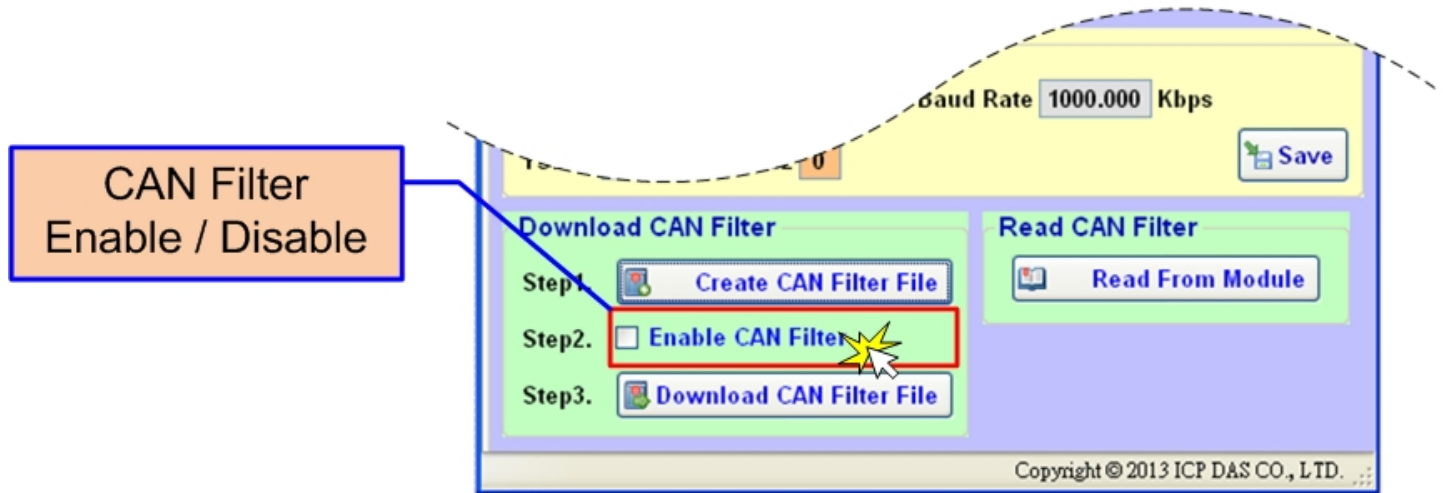 Baud Rate 1000.000 Kbps
0
Save
CAN Filter
Enable / Disable
Download CAN Filter
Step1. Create CAN Filter File
Step2. Enable CAN Filter
Step3. Download CAN Filter File
Read CAN Filter
Read From Module
Copyright © 2013 ICP DAS CO., LTD.